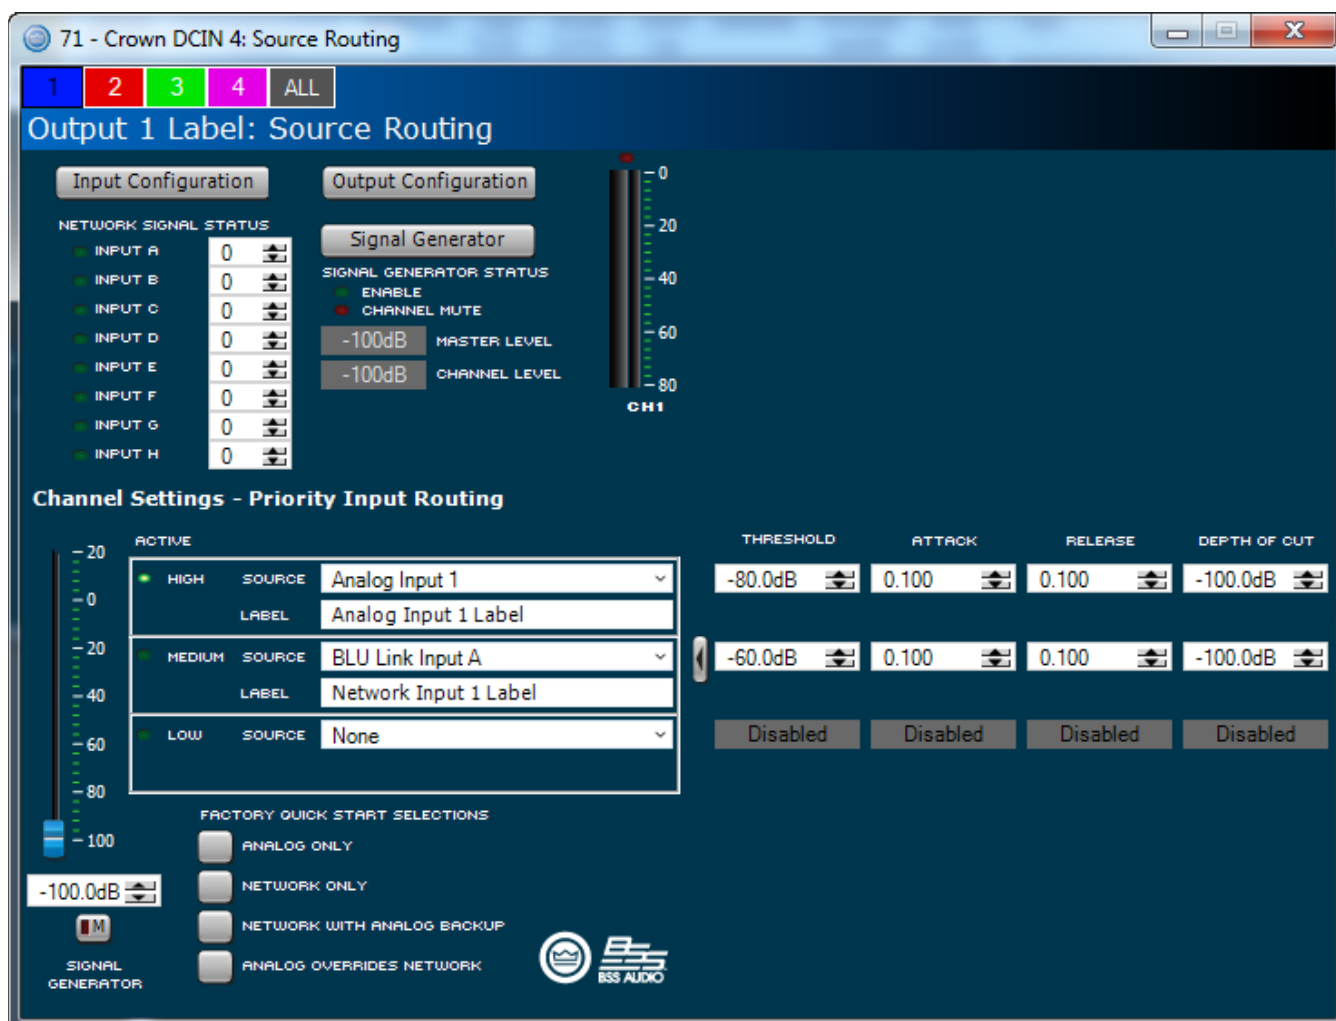 71 - Crown DCIN 4: Source Routing
X
1 2 3 4 ALL
Output 1 Label: Source Routing
Input Configuration
Output Configuration
NETWORK SIGNAL STATUS
INPUT A 0
INPUT B 0
INPUT C 0
INPUT D 0
INPUT E 0
INPUT F 0
INPUT G 0
INPUT H 0
Signal Generator
SIGNAL GENERATOR STATUS
ENABLE
CHANNEL MUTE
-100dB MASTER LEVEL
-100dB CHANNEL LEVEL
0
20
40
60
80
CH1
Channel Settings - Priority Input Routing
20
0
20
40
60
80
100
-100.0dB
M
SIGNAL
GENERATOR
ACTIVE
HIGH SOURCE Analog Input 1
LABEL Analog Input 1 Label
MEDIUM SOURCE BLU Link Input A
LABEL Network Input 1 Label
LOW SOURCE None
THRESHOLD ATTACK RELEASE DEPTH OF CUT
-80.0dB 0.100 0.100 -100.0dB
-60.0dB 0.100 0.100 -100.0dB
Disabled Disabled Disabled Disabled
FACTORY QUICK START SELECTIONS
ANALOG ONLY
NETWORK ONLY
NETWORK WITH ANALOG BACKUP
ANALOG OVERRIDES NETWORK
BSS
BSS AUDIO